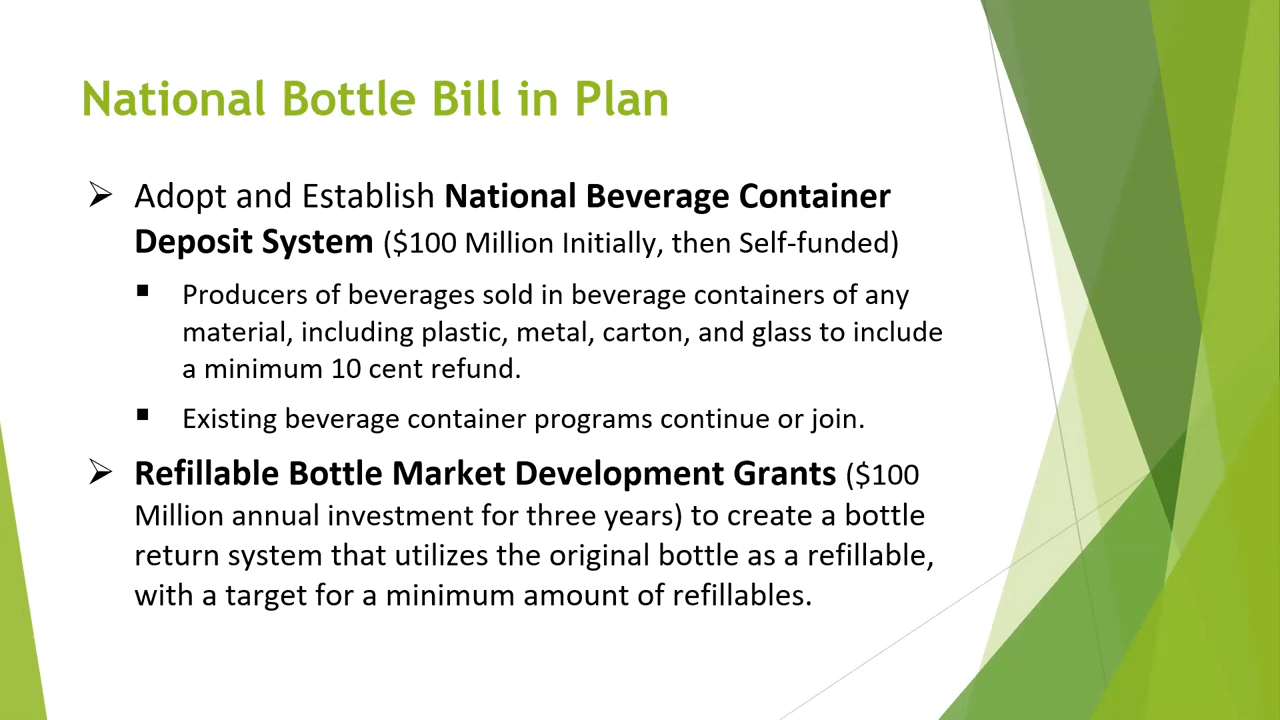 National Bottle Bill in Plan
➢ Adopt and Establish National Beverage Container
Deposit System ($100 Million Initially, then Self-funded)
▪ Producers of beverages sold in beverage containers of any
material, including plastic, metal, carton, and glass to include
a minimum 10 cent refund.
▪ Existing beverage container programs continue or join.
➢ Refillable Bottle Market Development Grants ($100
Million annual investment for three years) to create a bottle
return system that utilizes the original bottle as a refillable,
with a target for a minimum amount of refillables.